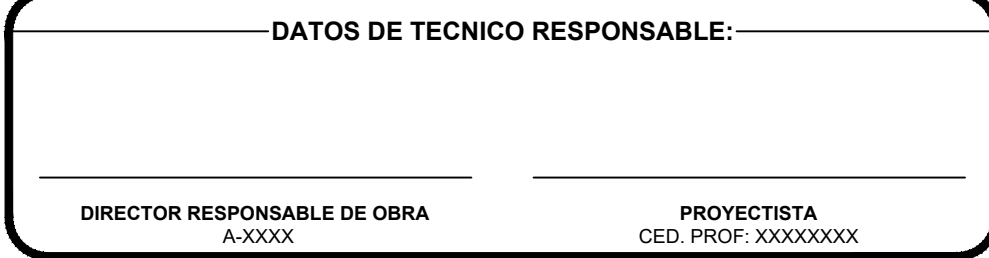 DATOS DE TECNICO RESPONSABLE:
DIRECTOR RESPONSABLE DE OBRA
A-XXXX
PROYECTISTA
CED. PROF: XXXXXXXX